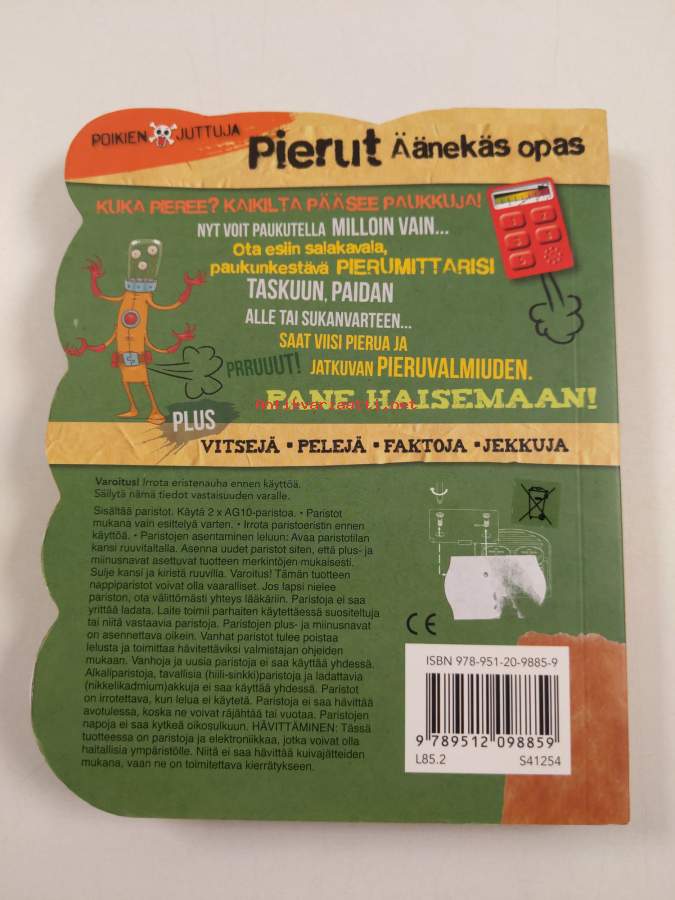 POIKIEN JUTTUJA
Pierut Äänekäs opas
KUKA PIEREE? KAIKILTA PÄÄSEE PAUKKUJA!
NYT VOIT PAUKUTELLA MILLOIN VAIN...
Ota esiin salakavala,
paukunkestävä PIERUMITTARISI
TASKUUN, PAIDAN
ALLE TAI SUKANVARTEEN...
SAAT VIISI PIERUA JA
PRRUUUT! JATKUVAN PIERUVALMIUDEN.
PANE HAISEMAAN!
Antikvariaatti.net
PLUS
VITSEJÄ • PELEJÄ • FAKTOJA • JEKKUJA
Varoitus! Irrota eristenauha ennen käyttöä.
Säilytä nämä tiedot vastaisuuden varalle.
Sisältää paristot. Käytä 2 x AG10-paristoa. • Paristot
mukana vain esittelyä varten. • Irrota paristoeristin ennen
käyttöä. • Paristojen asentaminen leluun: Avaa paristotilan
kansi ruuvitaltalla. Asenna uudet paristot siten, että plus- ja
miinusnavat asettuvat tuotteen merkintöjen mukaisesti.
Sulje kansi ja kiristä ruuvilla. Varoitus! Tämän tuotteen
nappiparistot voivat olla vaaralliset. Jos lapsi nielee
pariston, ota välittömästi yhteys lääkäriin. Paristoja ei saa
yrittää ladata. Laite toimii parhaiten käytettäessä suositeltuja
tai niitä vastaavia paristoja. Paristojen plus- ja miinusnavat
on asennettava oikein. Vanhat paristot tulee poistaa
lelusta ja toimittaa hävitettäviksi valmistajan ohjeiden
mukaan. Vanhoja ja uusia paristoja ei saa käyttää yhdessä.
Alkaliparistoja, tavallisia (hiili-sinkki)paristoja ja ladattavia
(nikkelikadmium)akkuja ei saa käyttää yhdessä. Paristot
on irrotettava, kun lelua ei käytetä. Paristoja ei saa hävittää
avotulessa, koska ne voivat räjähtää tai vuotaa. Paristojen
napoja ei saa kytkeä oikosulkuun. HÄVITTÄMINEN: Tässä
tuotteessa on paristoja ja elektroniikkaa, jotka voivat olla
haitallisia ympäristölle. Niitä ei saa hävittää kuivajätteiden
mukana, vaan ne on toimitettava kierrätykseen.
CE
ISBN 978-951-20-9885-9
9 789512 098859
L85.2 S41254